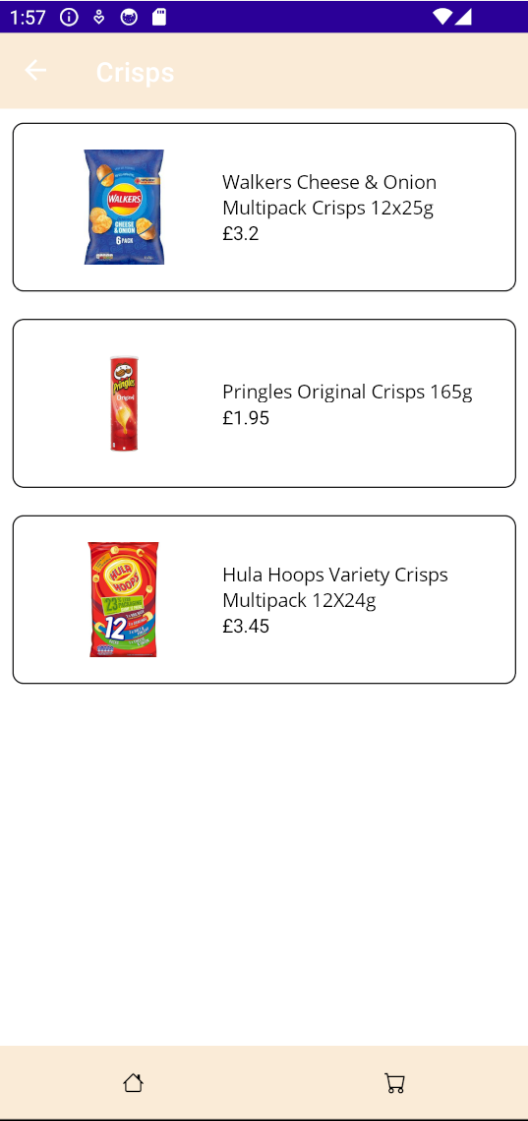 1:57
Crisps
WALKERS
CHEESE
& ONION
6 PACK
Walkers Cheese & Onion
Multipack Crisps 12x25g
£3.2
Pringles
Original
Pringles Original Crisps 165g
£1.95
HULA
HOOPS
23
12
Hula Hoops Variety Crisps
Multipack 12X24g
£3.45